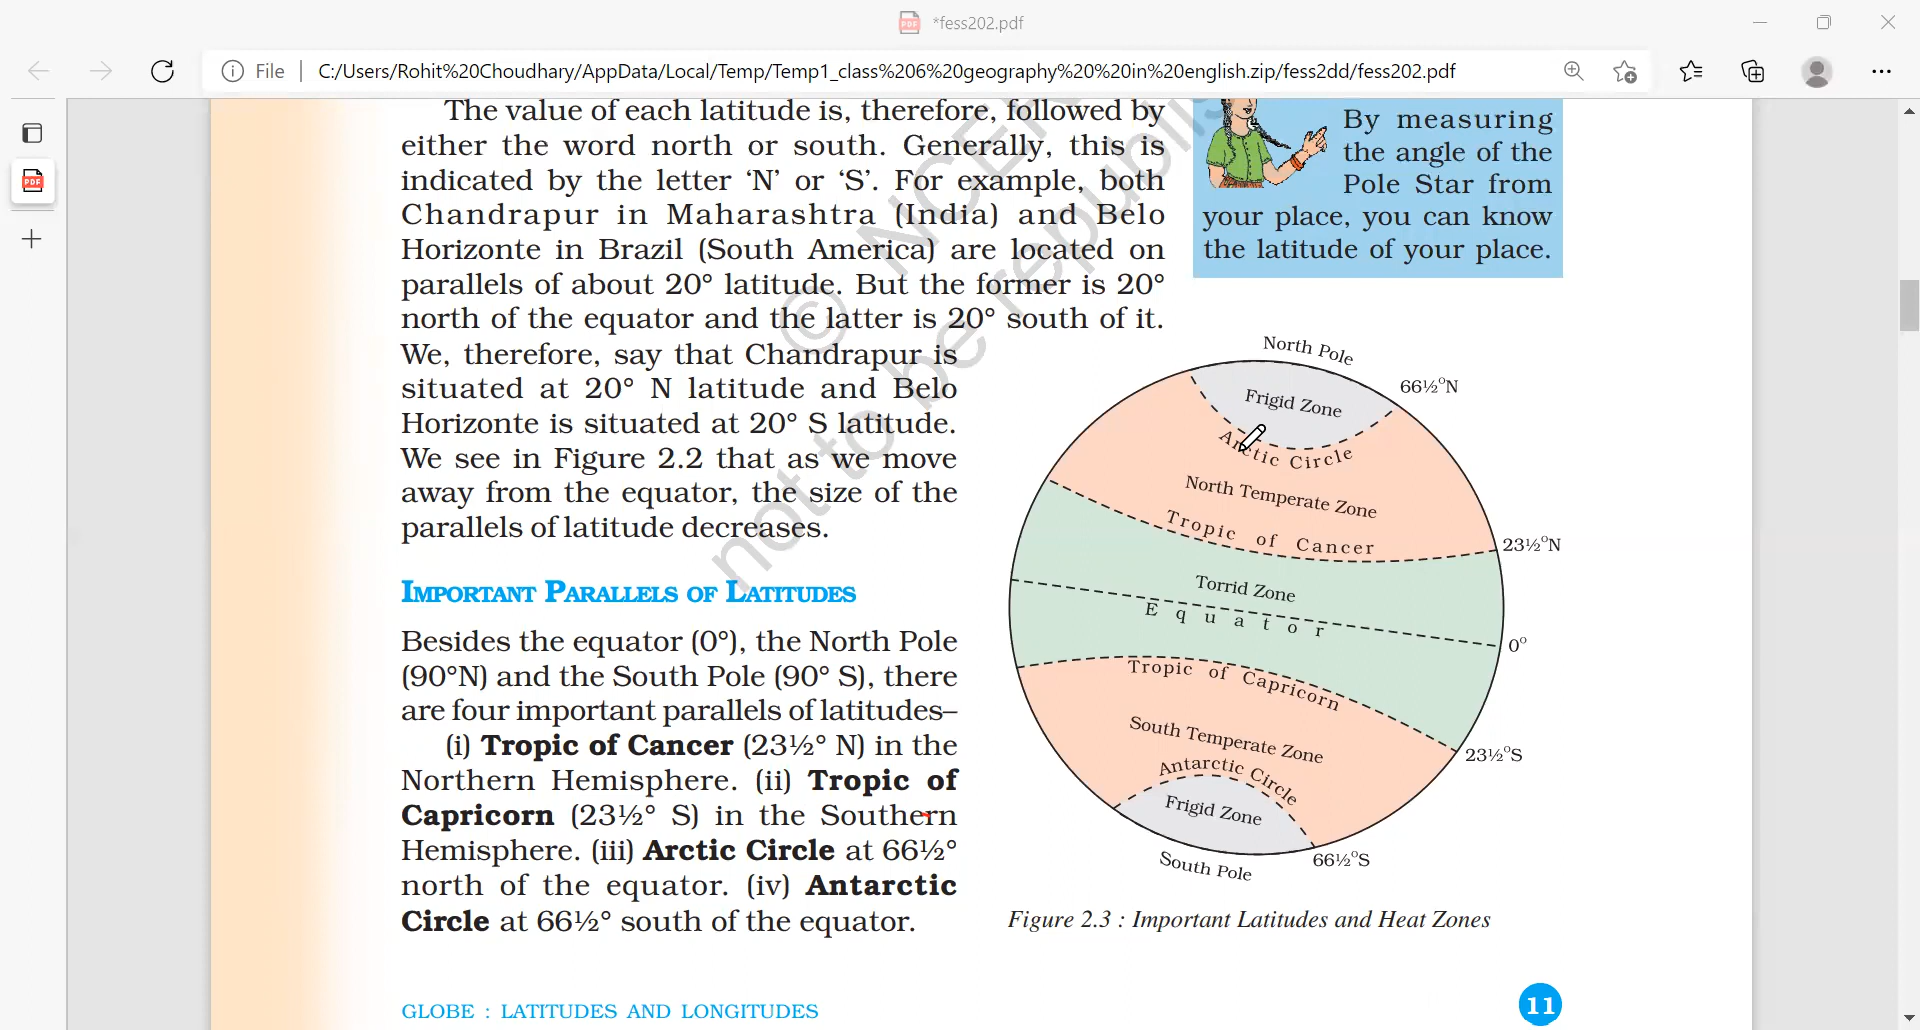 *fess202.pdf
File
C:/Users/Rohit%20Choudhary/AppData/Local/Temp/Temp1_class%206%20geography%20%20in%20english.zip/fess2dd/fess202.pdf
The value of each latitude is, therefore, followed by
either the word north or south. Generally, this is
indicated by the letter ‘N’ or ‘S’. For example, both
Chandrapur in Maharashtra (India) and Belo
Horizonte in Brazil (South America) are located on
parallels of about 20° latitude. But the former is 20°
north of the equator and the latter is 20° south of it.
We, therefore, say that Chandrapur is
situated at 20° N latitude and Belo
Horizonte is situated at 20° S latitude.
We see in Figure 2.2 that as we move
away from the equator, the size of the
parallels of latitude decreases.
IMPORTANT PARALLELS OF LATITUDES
Besides the equator (0°), the North Pole
(90°N) and the South Pole (90° S), there
are four important parallels of latitudes–
(i) Tropic of Cancer (23½° N) in the
Northern Hemisphere. (ii) Tropic of
Capricorn (23½° S) in the Southern
Hemisphere. (iii) Arctic Circle at 66½°
north of the equator. (iv) Antarctic
Circle at 66½° south of the equator.
By measuring
the angle of the
Pole Star from
your place, you can know
the latitude of your place.
North Pole
66½°N
Frigid Zone
Arctic Circle
North Temperate Zone
Tropic of Cancer
23½°N
Torrid Zone
Equator
0°
Tropic of Capricorn
South Temperate Zone
23½°S
Antarctic Circle
Frigid Zone
66½°S
South Pole
Figure 2.3 : Important Latitudes and Heat Zones
GLOBE : LATITUDES AND LONGITUDES
11
© NCER
not to be republis